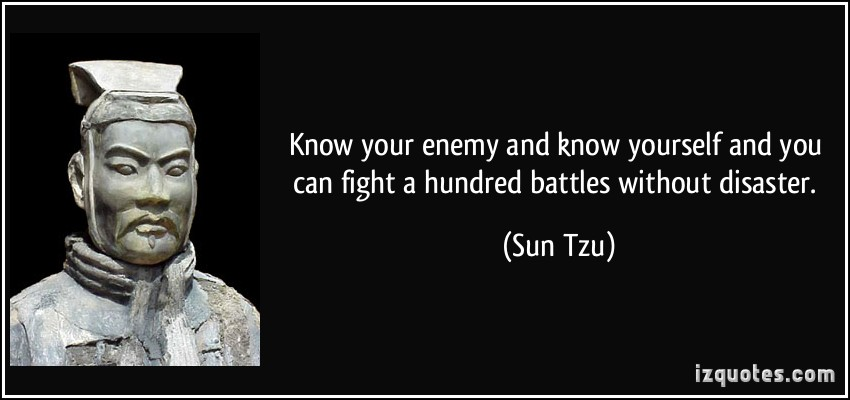 Know your enemy and know yourself and you
can fight a hundred battles without disaster.
(Sun Tzu)
izquotes.com